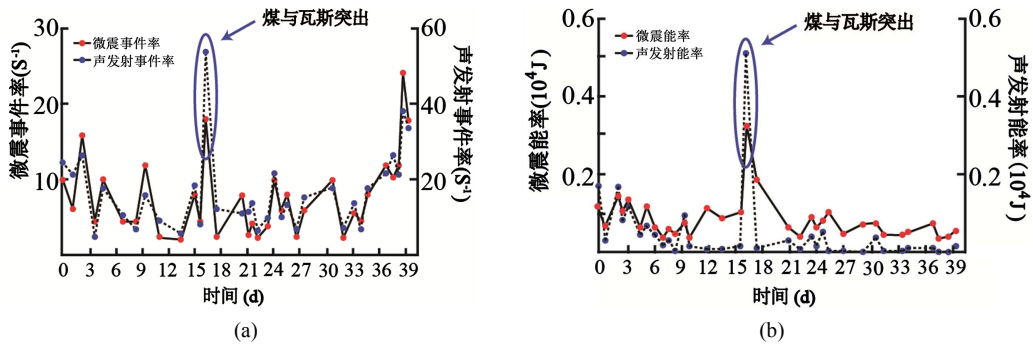 煤与瓦斯突出
微震事件率
声发射事件率
微震事件率(S⁻¹)
30
20
10
60
40
20
声发射事件率(S⁻¹)
0 3 6 9 12 15 18 21 24 27 30 33 36 39
时间 (d)
(a)
煤与瓦斯突出
微震能率
声发射能率
微震能率(10⁴J)
0.6
0.4
0.2
0.6
0.4
0.2
声发射能率(10⁴J)
0 3 6 9 12 15 18 21 24 27 30 33 36 39
时间 (d)
(b)